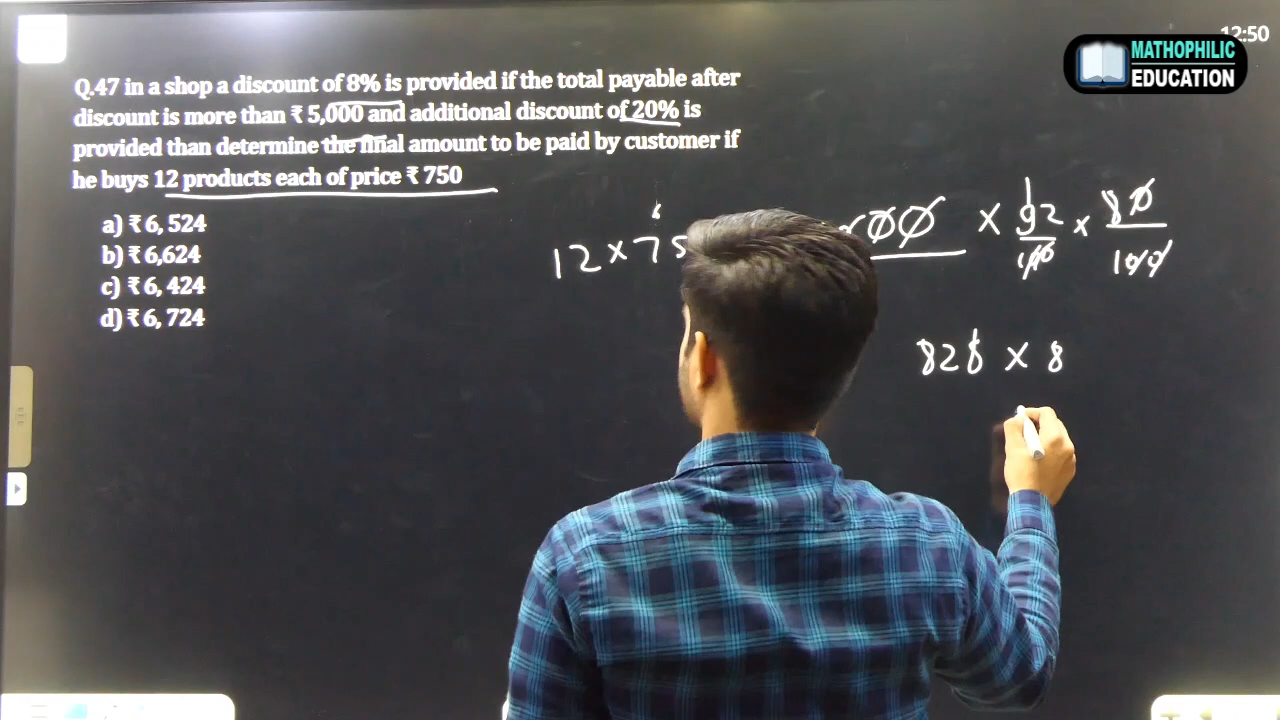 12:50
MATHOPHILIC
EDUCATION
Q.47 in a shop a discount of 8% is provided if the total payable after
discount is more than ₹ 5,000 and additional discount of 20% is
provided than determine the final amount to be paid by customer if
he buys 12 products each of price ₹ 750
a) ₹ 6, 524
b) ₹ 6,624
c) ₹ 6, 424
d) ₹ 6, 724
12 × 75 00 × 92/100 × 80/100
828 × 8